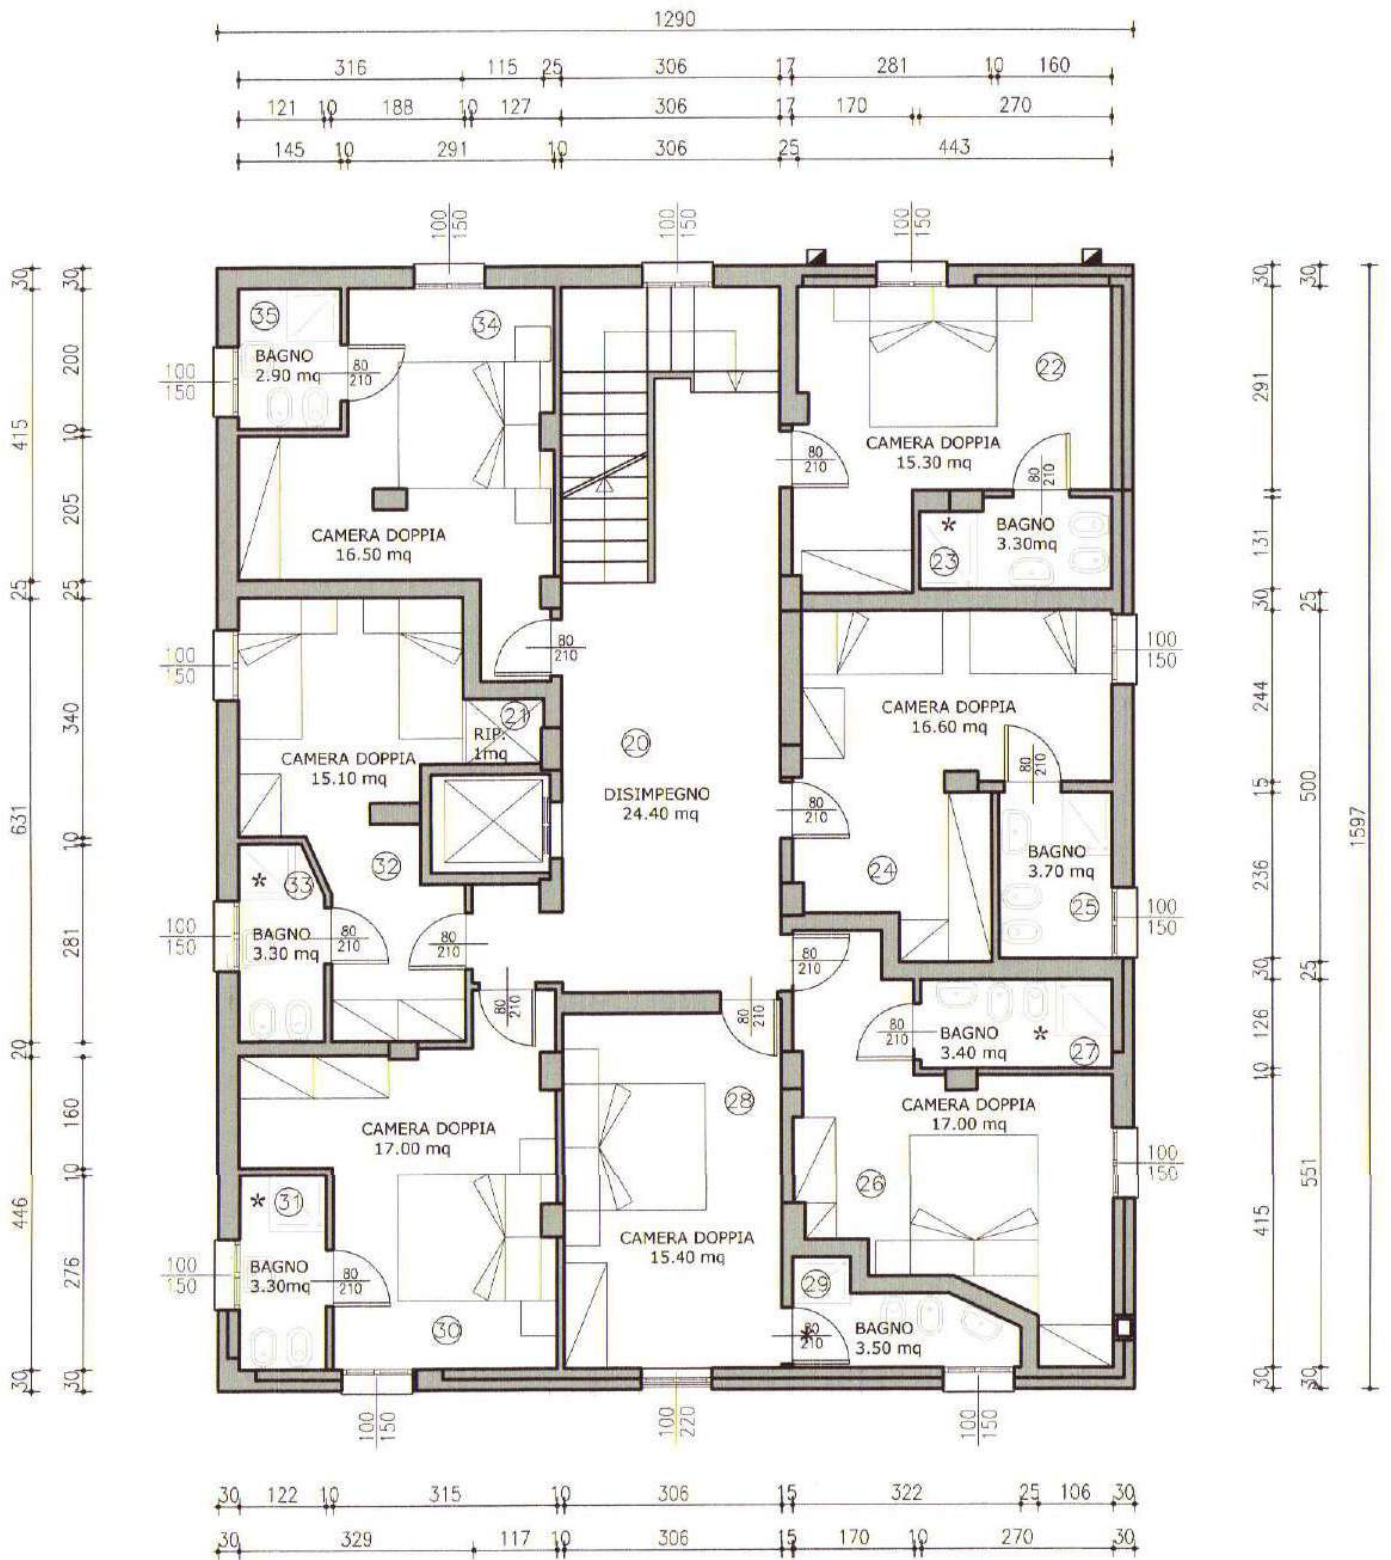 1290
316 115 25 306 17 281 10 160
121 10 188 10 127 306 17 170 270
145 10 291 10 306 25 443
100
150
100
150
100
150
30 30
30 30
35
34
22
BAGNO
2.90 mq
80
210
100
150
200
415
10
205
291
CAMERA DOPPIA
15.30 mq
80
210
80
210
CAMERA DOPPIA
16.50 mq
*
BAGNO
3.30mq
23
131
25 25
30 25
80
210
100
150
100
150
CAMERA DOPPIA
16.60 mq
244
21
RIP.
1mq
340
CAMERA DOPPIA
15.10 mq
20
DISIMPEGNO
24.40 mq
80
210
80
210
15
500
1597
631
10
32
33
*
24
BAGNO
3.70 mq
25
236
100
150
BAGNO
3.30 mq
80
210
80
210
80
210
100
150
281
30 25
80
210
80
210
80
210
BAGNO
3.40 mq
*
27
126
20
10
160
28
CAMERA DOPPIA
17.00 mq
CAMERA DOPPIA
17.00 mq
100
150
10
26
551
446
* 31
415
CAMERA DOPPIA
15.40 mq
276
100
150
BAGNO
3.30mq
80
210
29
30
80
210
*
BAGNO
3.50 mq
30 30
30 30
100
150
100
220
100
150
30 122 10 315 10 306 15 322 25 106 30
30 329 117 10 306 15 170 10 270 30